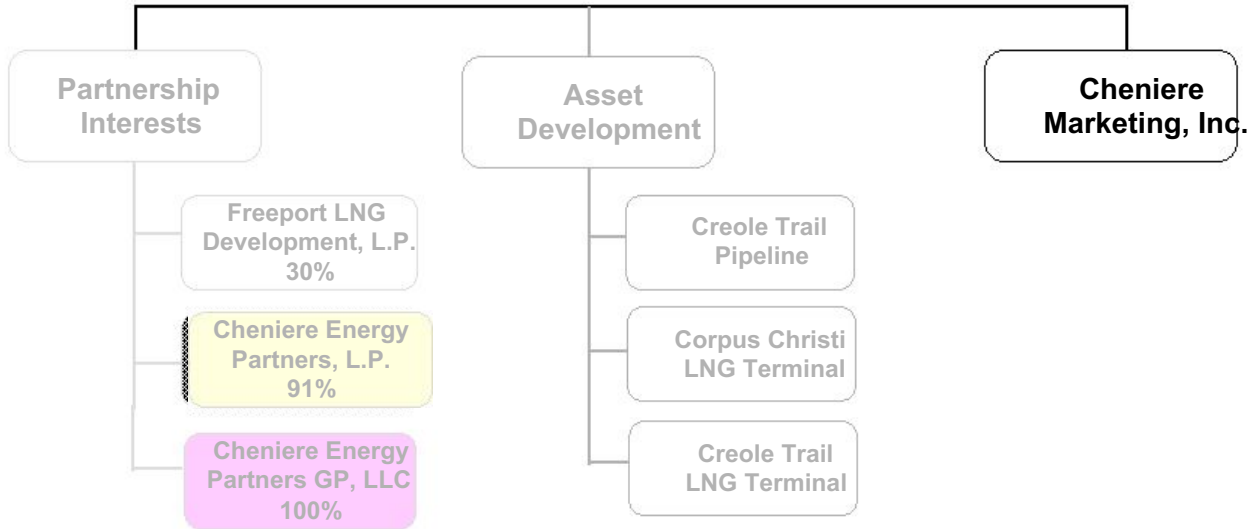 Partnership
Interests
Asset
Development
Cheniere
Marketing, Inc.
Freeport LNG
Development, L.P.
30%
Cheniere Energy
Partners, L.P.
91%
Cheniere Energy
Partners GP, LLC
100%
Creole Trail
Pipeline
Corpus Christi
LNG Terminal
Creole Trail
LNG Terminal